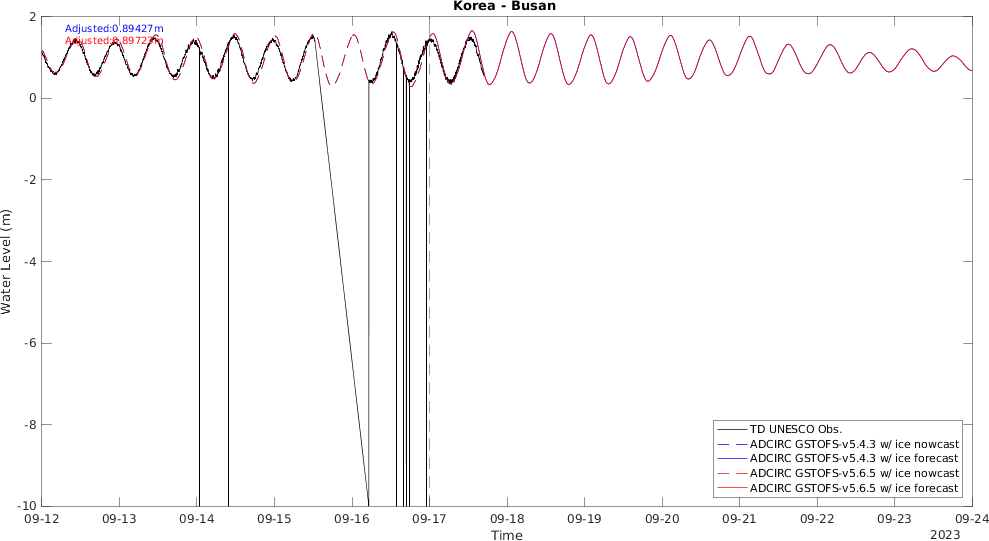 Korea - Busan
Adjusted:0.89427m
Adjusted:0.89723m
2
0
-2
-4
-6
-8
-10
Water Level (m)
TD UNESCO Obs.
ADCIRC GSTOFS-v5.4.3 w/ ice nowcast
ADCIRC GSTOFS-v5.4.3 w/ ice forecast
ADCIRC GSTOFS-v5.6.5 w/ ice nowcast
ADCIRC GSTOFS-v5.6.5 w/ ice forecast
09-12 09-13 09-14 09-15 09-16 09-17 09-18 09-19 09-20 09-21 09-22 09-23 09-24
Time
2023